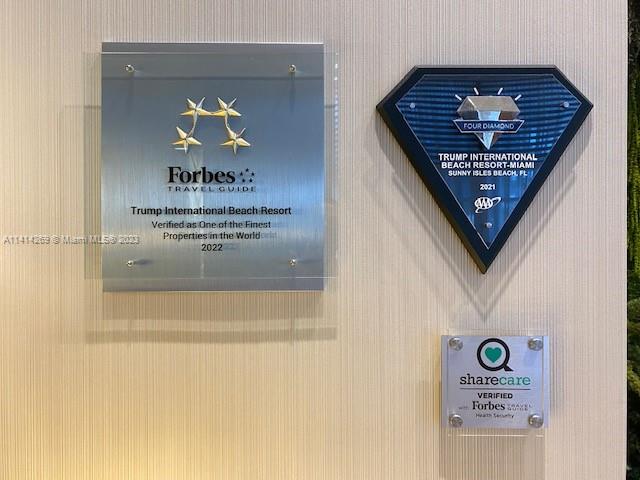 Forbes
TRAVEL GUIDE
Trump International Beach Resort
Verified as One of the Finest
Properties in the World
2022
FOUR DIAMOND
TRUMP INTERNATIONAL
BEACH RESORT-MIAMI
SUNNY ISLES BEACH, FL
2021
AAA
A11414269 © Miami MLS® 2023
sharecare
VERIFIED
with Forbes TRAVEL GUIDE
Health Security